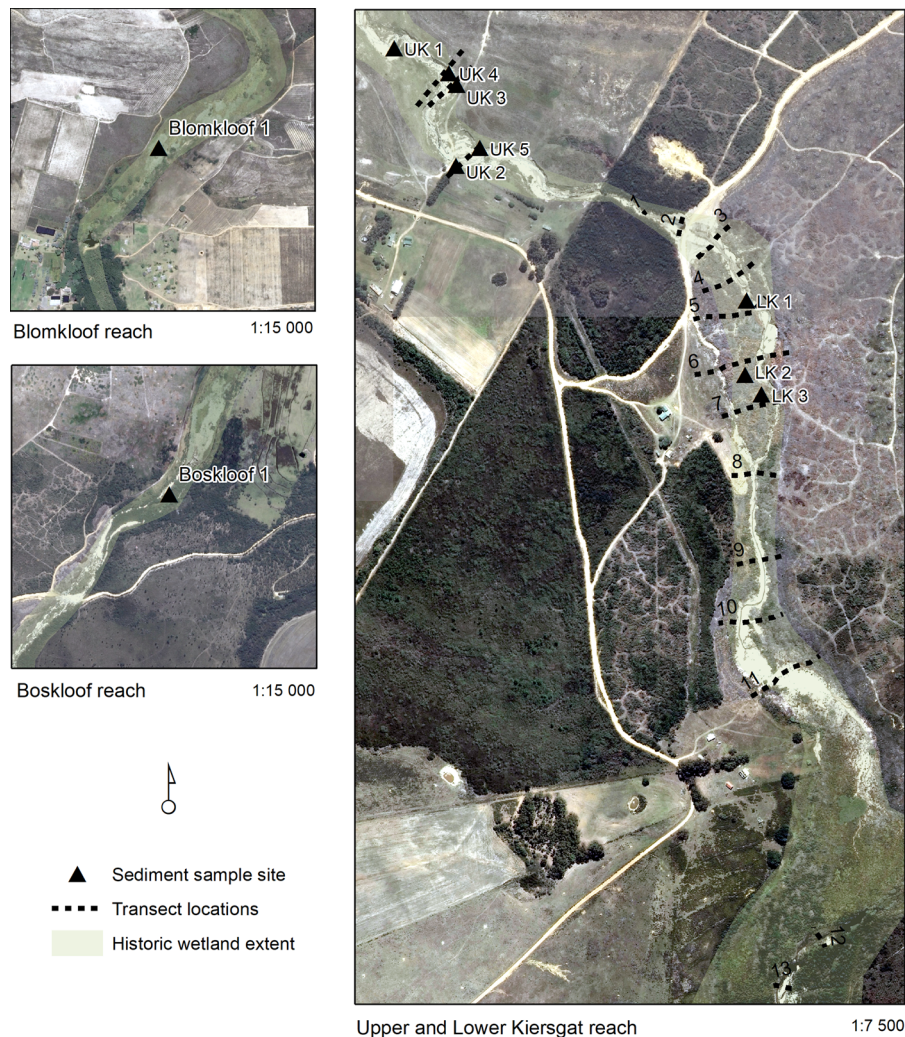 Blomkloof 1
Blomkloof reach 1:15 000
Boskloof 1
Boskloof reach 1:15 000
Sediment sample site
Transect locations
Historic wetland extent
UK 1
UK 4
UK 3
UK 5
UK 2
1
2
3
4
LK 1
5
6
LK 2
LK 3
7
8
9
10
11
12
13
Upper and Lower Kiersgat reach 1:7 500